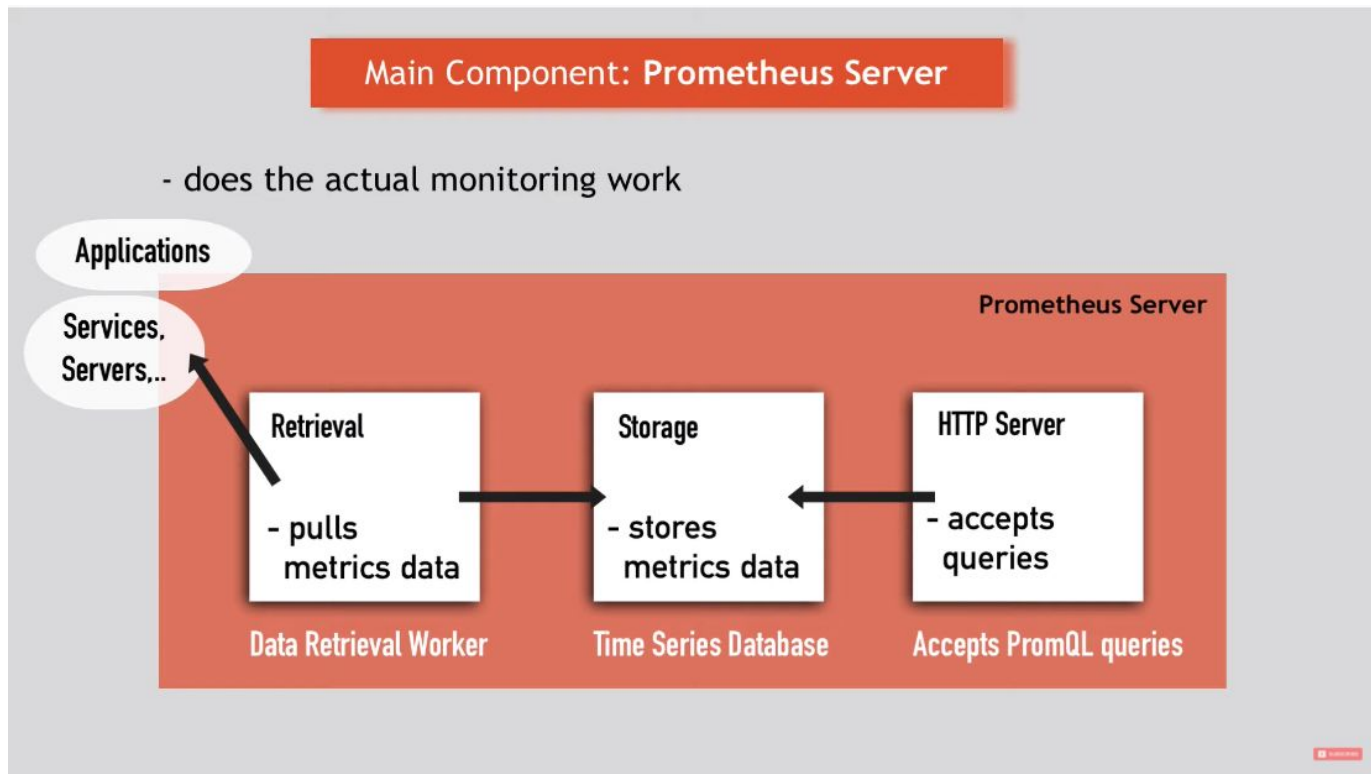 Main Component: Prometheus Server
- does the actual monitoring work
Applications
Services,
Servers,..
Prometheus Server
Retrieval
- pulls
metrics data
Data Retrieval Worker
Storage
- stores
metrics data
Time Series Database
HTTP Server
- accepts
queries
Accepts PromQL queries